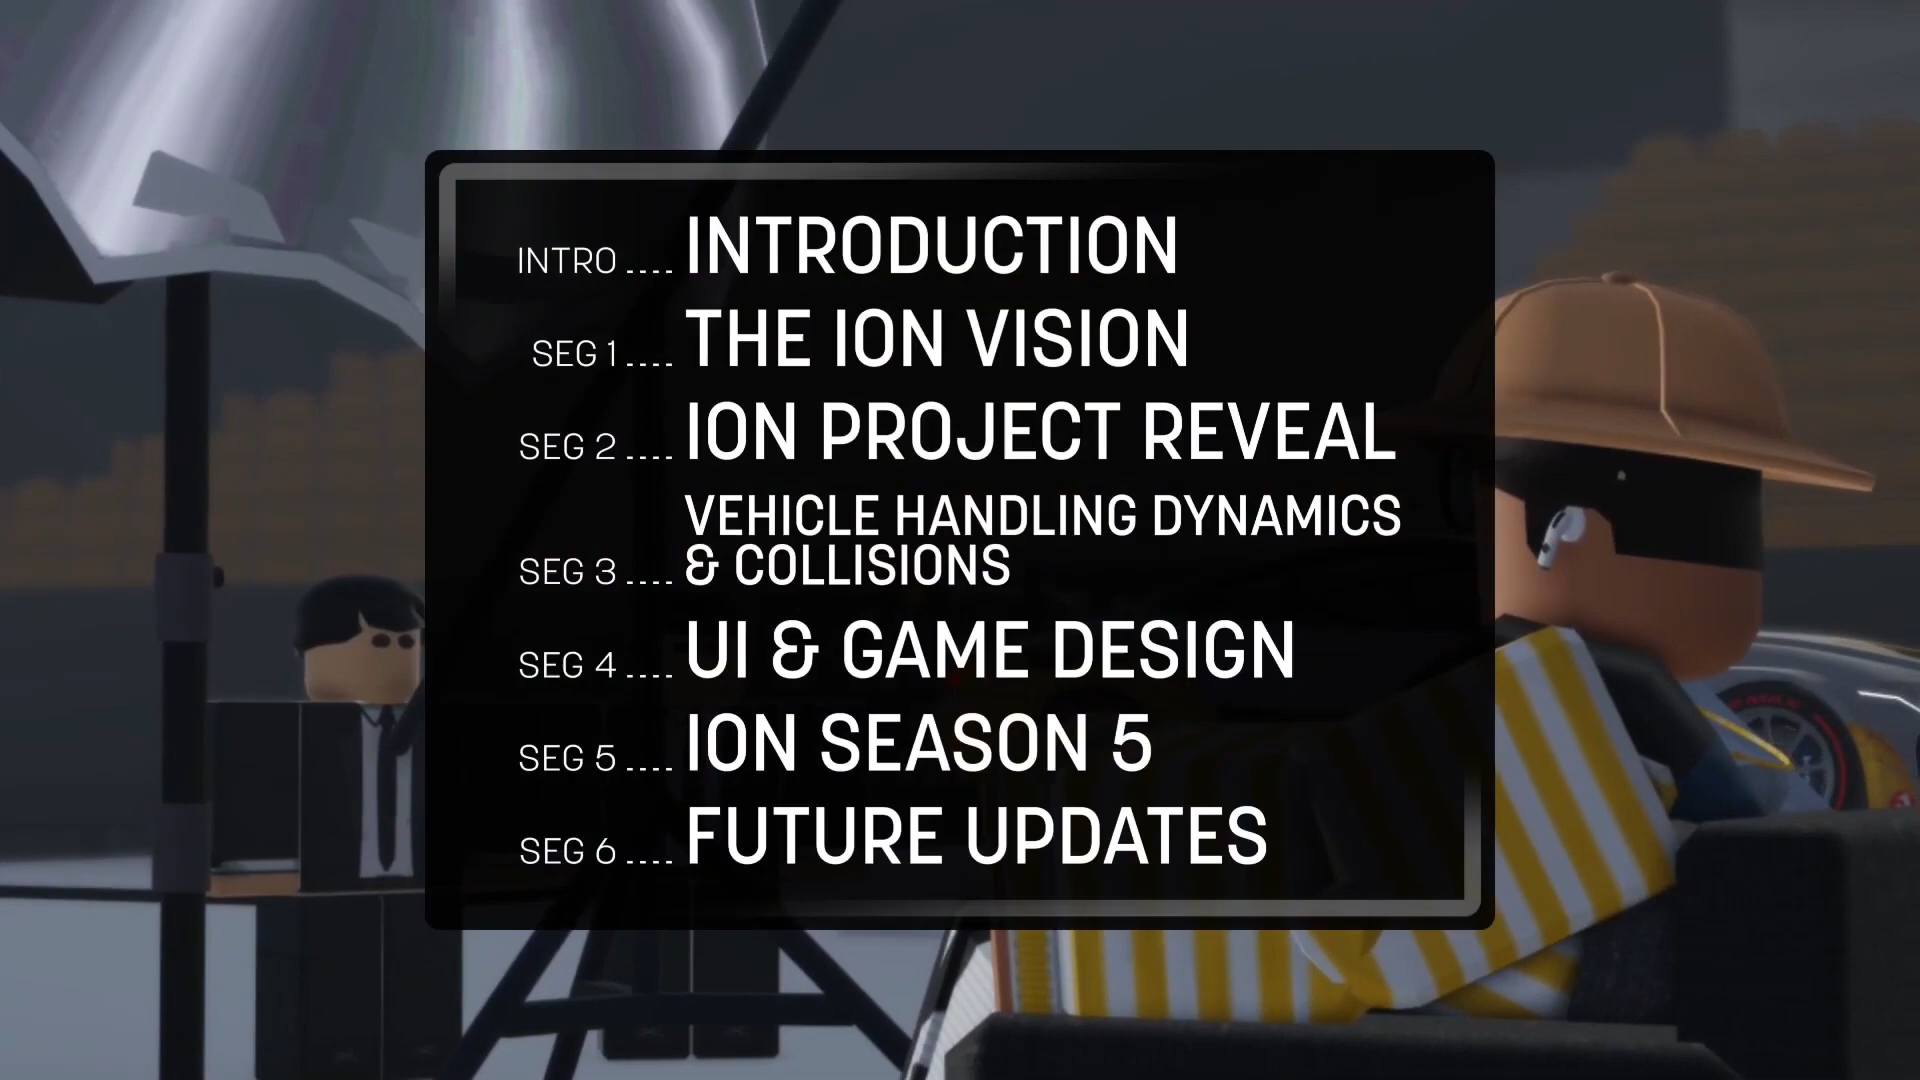 INTRO .... INTRODUCTION
SEG 1 .... THE ION VISION
SEG 2 .... ION PROJECT REVEAL
VEHICLE HANDLING DYNAMICS
SEG 3 .... & COLLISIONS
SEG 4 .... UI & GAME DESIGN
SEG 5 .... ION SEASON 5
SEG 6 .... FUTURE UPDATES